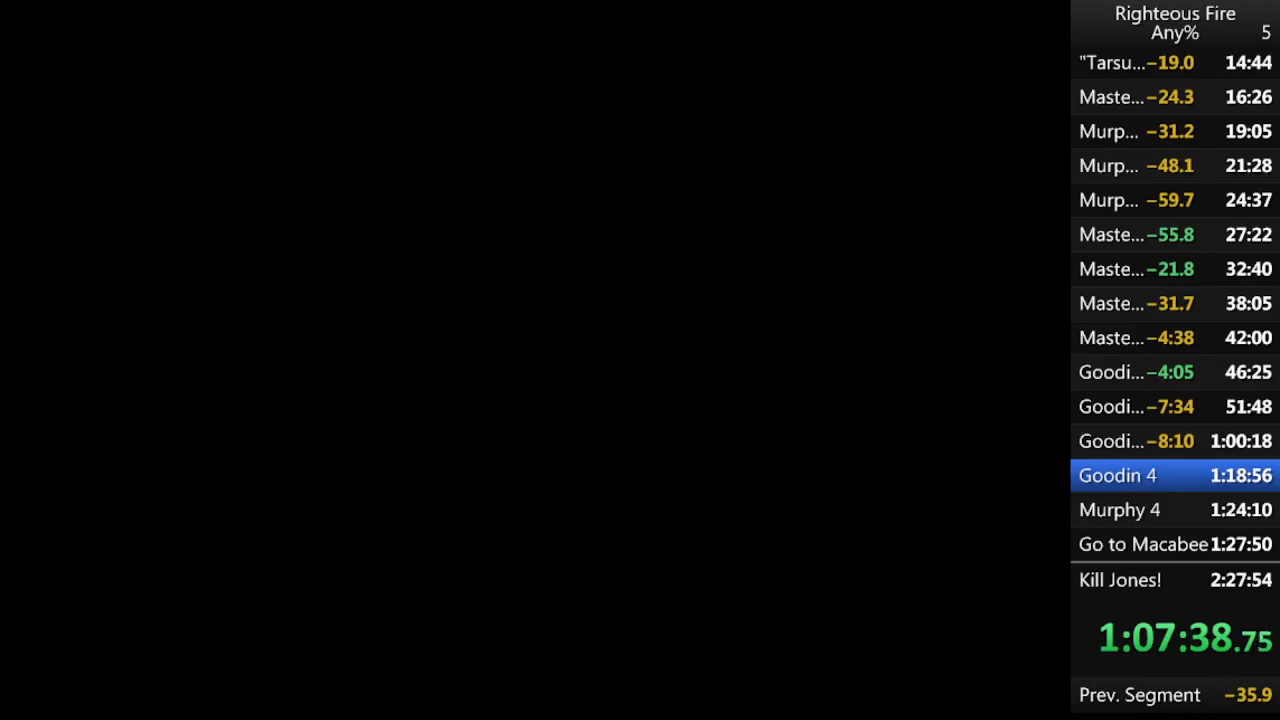 Righteous Fire
Any% 5
"Tarsu... −19.0 14:44
Maste... −24.3 16:26
Murp... −31.2 19:05
Murp... −48.1 21:28
Murp... −59.7 24:37
Maste... −55.8 27:22
Maste... −21.8 32:40
Maste... −31.7 38:05
Maste... −4:38 42:00
Goodi... −4:05 46:25
Goodi... −7:34 51:48
Goodi... −8:10 1:00:18
Goodin 4 1:18:56
Murphy 4 1:24:10
Go to Macabee 1:27:50
Kill Jones! 2:27:54
1:07:38.75
Prev. Segment −35.9